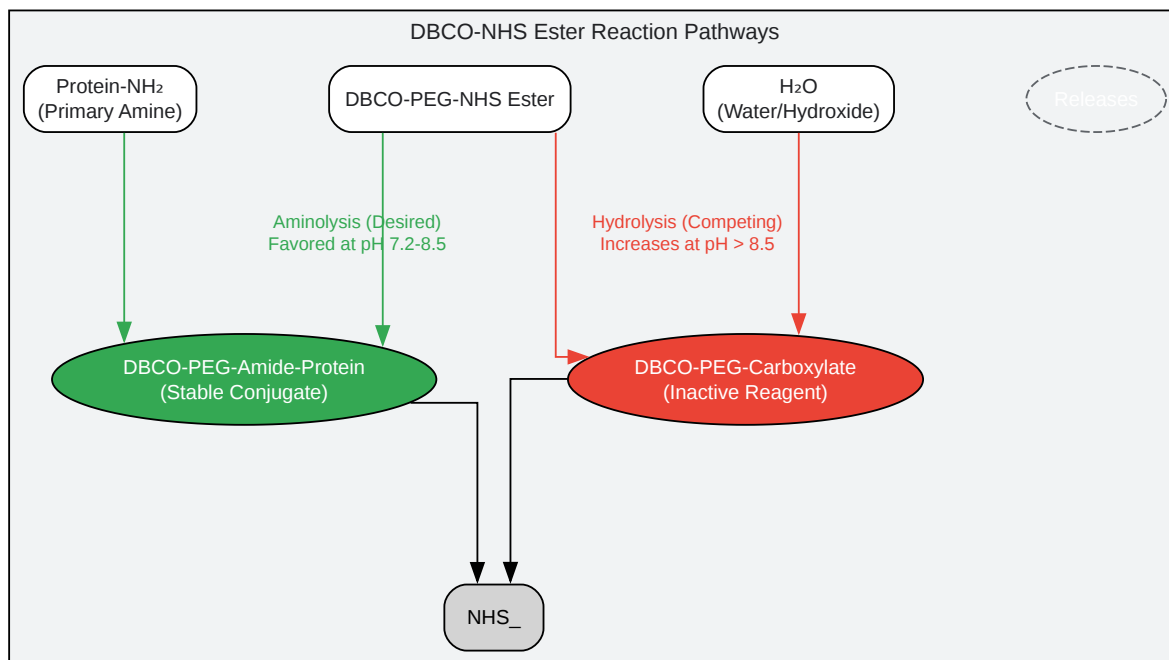 DBCO-NHS Ester Reaction Pathways
Protein-NH₂
(Primary Amine)
DBCO-PEG-NHS Ester
H₂O
(Water/Hydroxide)
Releases
Aminolysis (Desired)
Favored at pH 7.2-8.5
Hydrolysis (Competing)
Increases at pH > 8.5
DBCO-PEG-Amide-Protein
(Stable Conjugate)
DBCO-PEG-Carboxylate
(Inactive Reagent)
NHS_